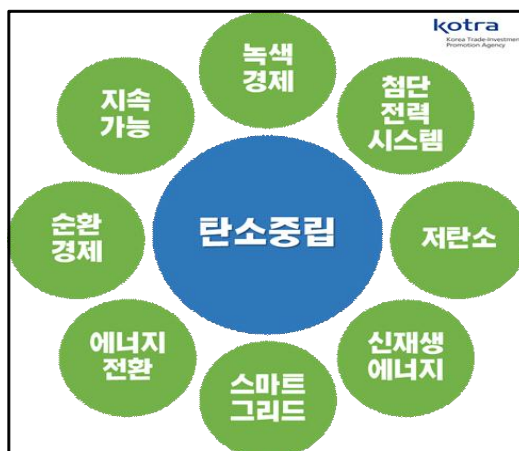 kotra
Korea Trade-Investment
Promotion Agency
녹색
경제
첨단
전력
시스템
저탄소
신재생
에너지
스마트
그리드
에너지
전환
순환
경제
지속
가능
탄소중립